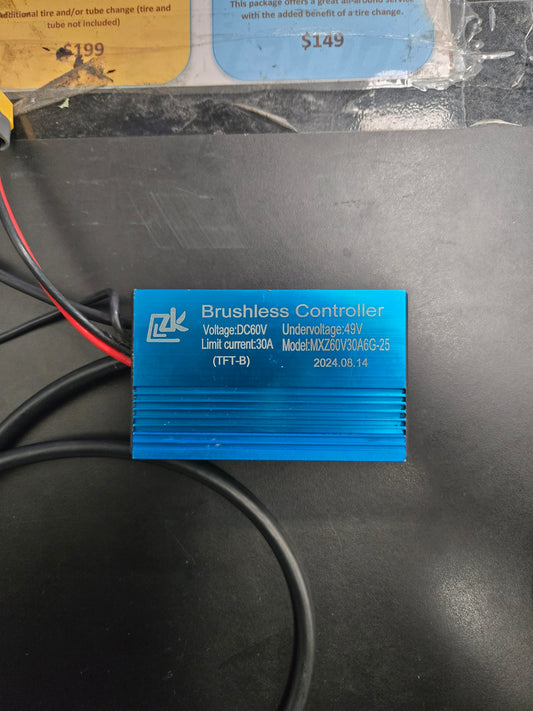 Additional tire and/or tube change (tire and
tube not included)
$199
This package offers a great all-around service
with the added benefit of a tire change.
$149
Brushless Controller
Voltage:DC60V Undervoltage:49V
Limit current:30A Model:MXZ60V30A6G-25
(TFT-B) 2024.08.14